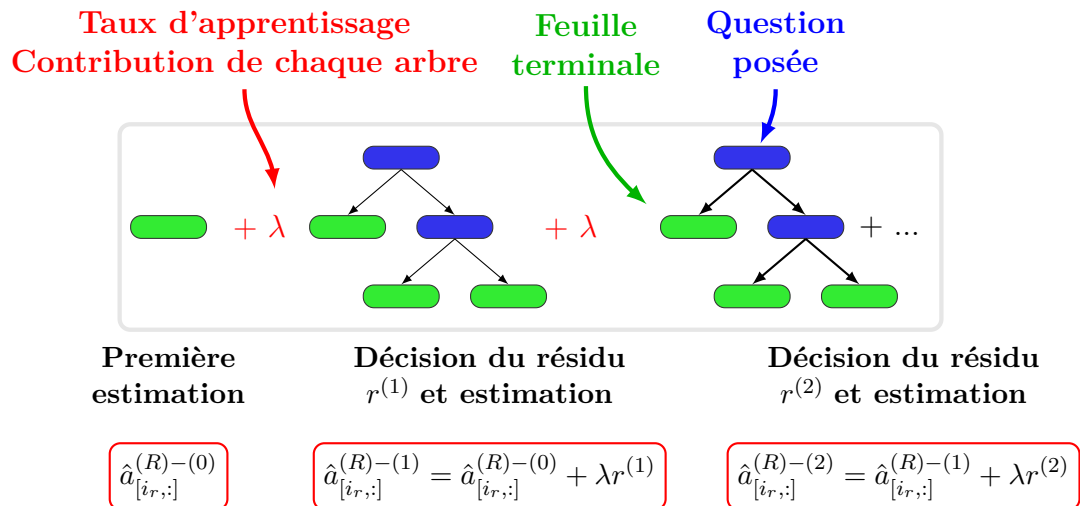 Taux d'apprentissage
Contribution de chaque arbre
Feuille
terminale
Question
posée
+ λ
+ λ
+ ...
Première
estimation
Décision du résidu
r^{(1)} et estimation
Décision du résidu
r^{(2)} et estimation
â^{(R)-(0)}_{[i_r,:]}
â^{(R)-(1)}_{[i_r,:]} = â^{(R)-(0)}_{[i_r,:]} + λr^{(1)}
â^{(R)-(2)}_{[i_r,:]} = â^{(R)-(1)}_{[i_r,:]} + λr^{(2)}